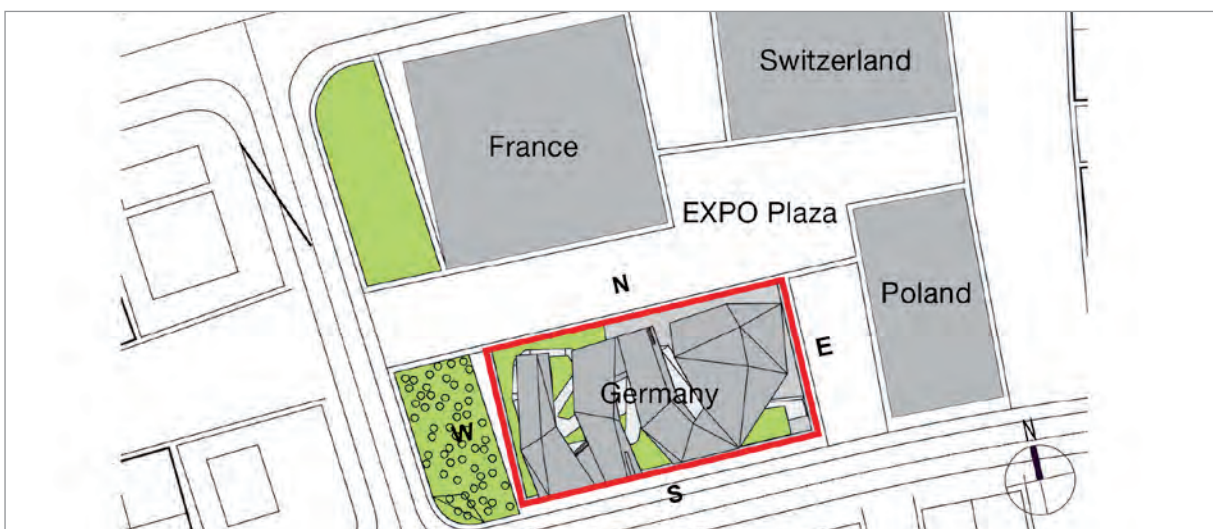 Switzerland
France
EXPO Plaza
N
Poland
E
Germany
W
N
S